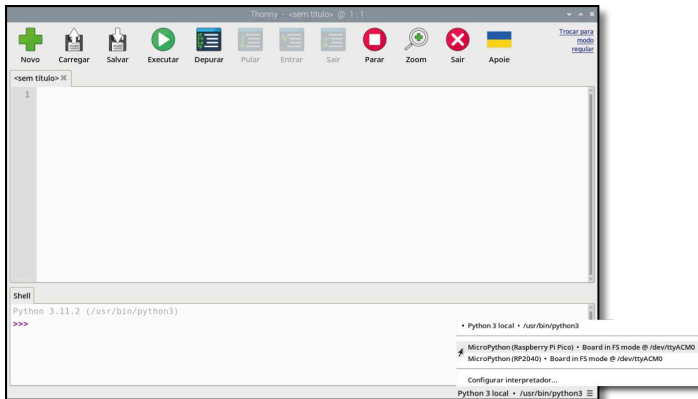 Thonny - <sem título> @ 1 : 1
Novo Carregar Salvar Executar Depurar Pular Entrar Sair Parar Zoom Sair Apoie
Trocar para
modo
regular
<sem título>
1
Shell
Python 3.11.2 (/usr/bin/python3)
>>>
• Python 3 local • /usr/bin/python3
MicroPython (Raspberry Pi Pico) • Board in FS mode @ /dev/ttyACM0
MicroPython (RP2040) • Board in FS mode @ /dev/ttyACM0
Configurar interpretador...
Python 3 local • /usr/bin/python3 ☰